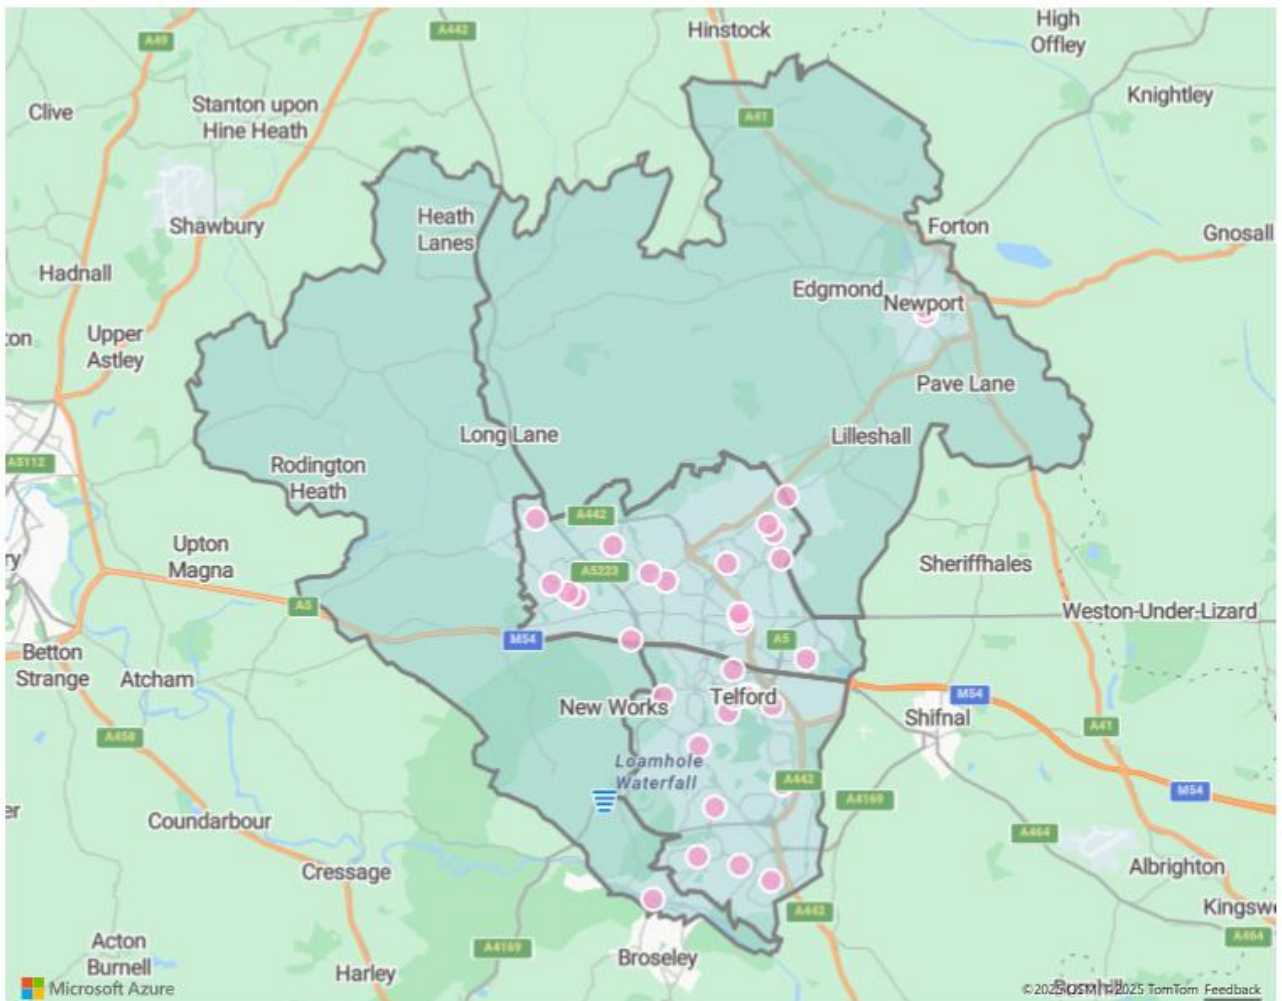 High
Offley
Hinstock
A442
A49
Knightley
Clive
Stanton upon
Hine Heath
A41
Heath
Lanes
Shawbury
Forton
Gnosall
Hadnall
Edgmond
Newport
Upper
Astley
Pave Lane
Long Lane
Lilleshall
A5112
Rodington
Heath
A442
Upton
Magna
A5223
Sheriffhales
A5
Weston-Under-Lizard
M54
A5
Betton
Strange
Atcham
New Works
Telford
M54
Shifnal
A41
A458
Loamhole
Waterfall
A442
M54
A4169
Coundarbour
A464
Cressage
Albrighton
A442
Kingswo
A464
Acton
Burnell
A4169
Broseley
Harley
Microsoft Azure
TomTom Feedback